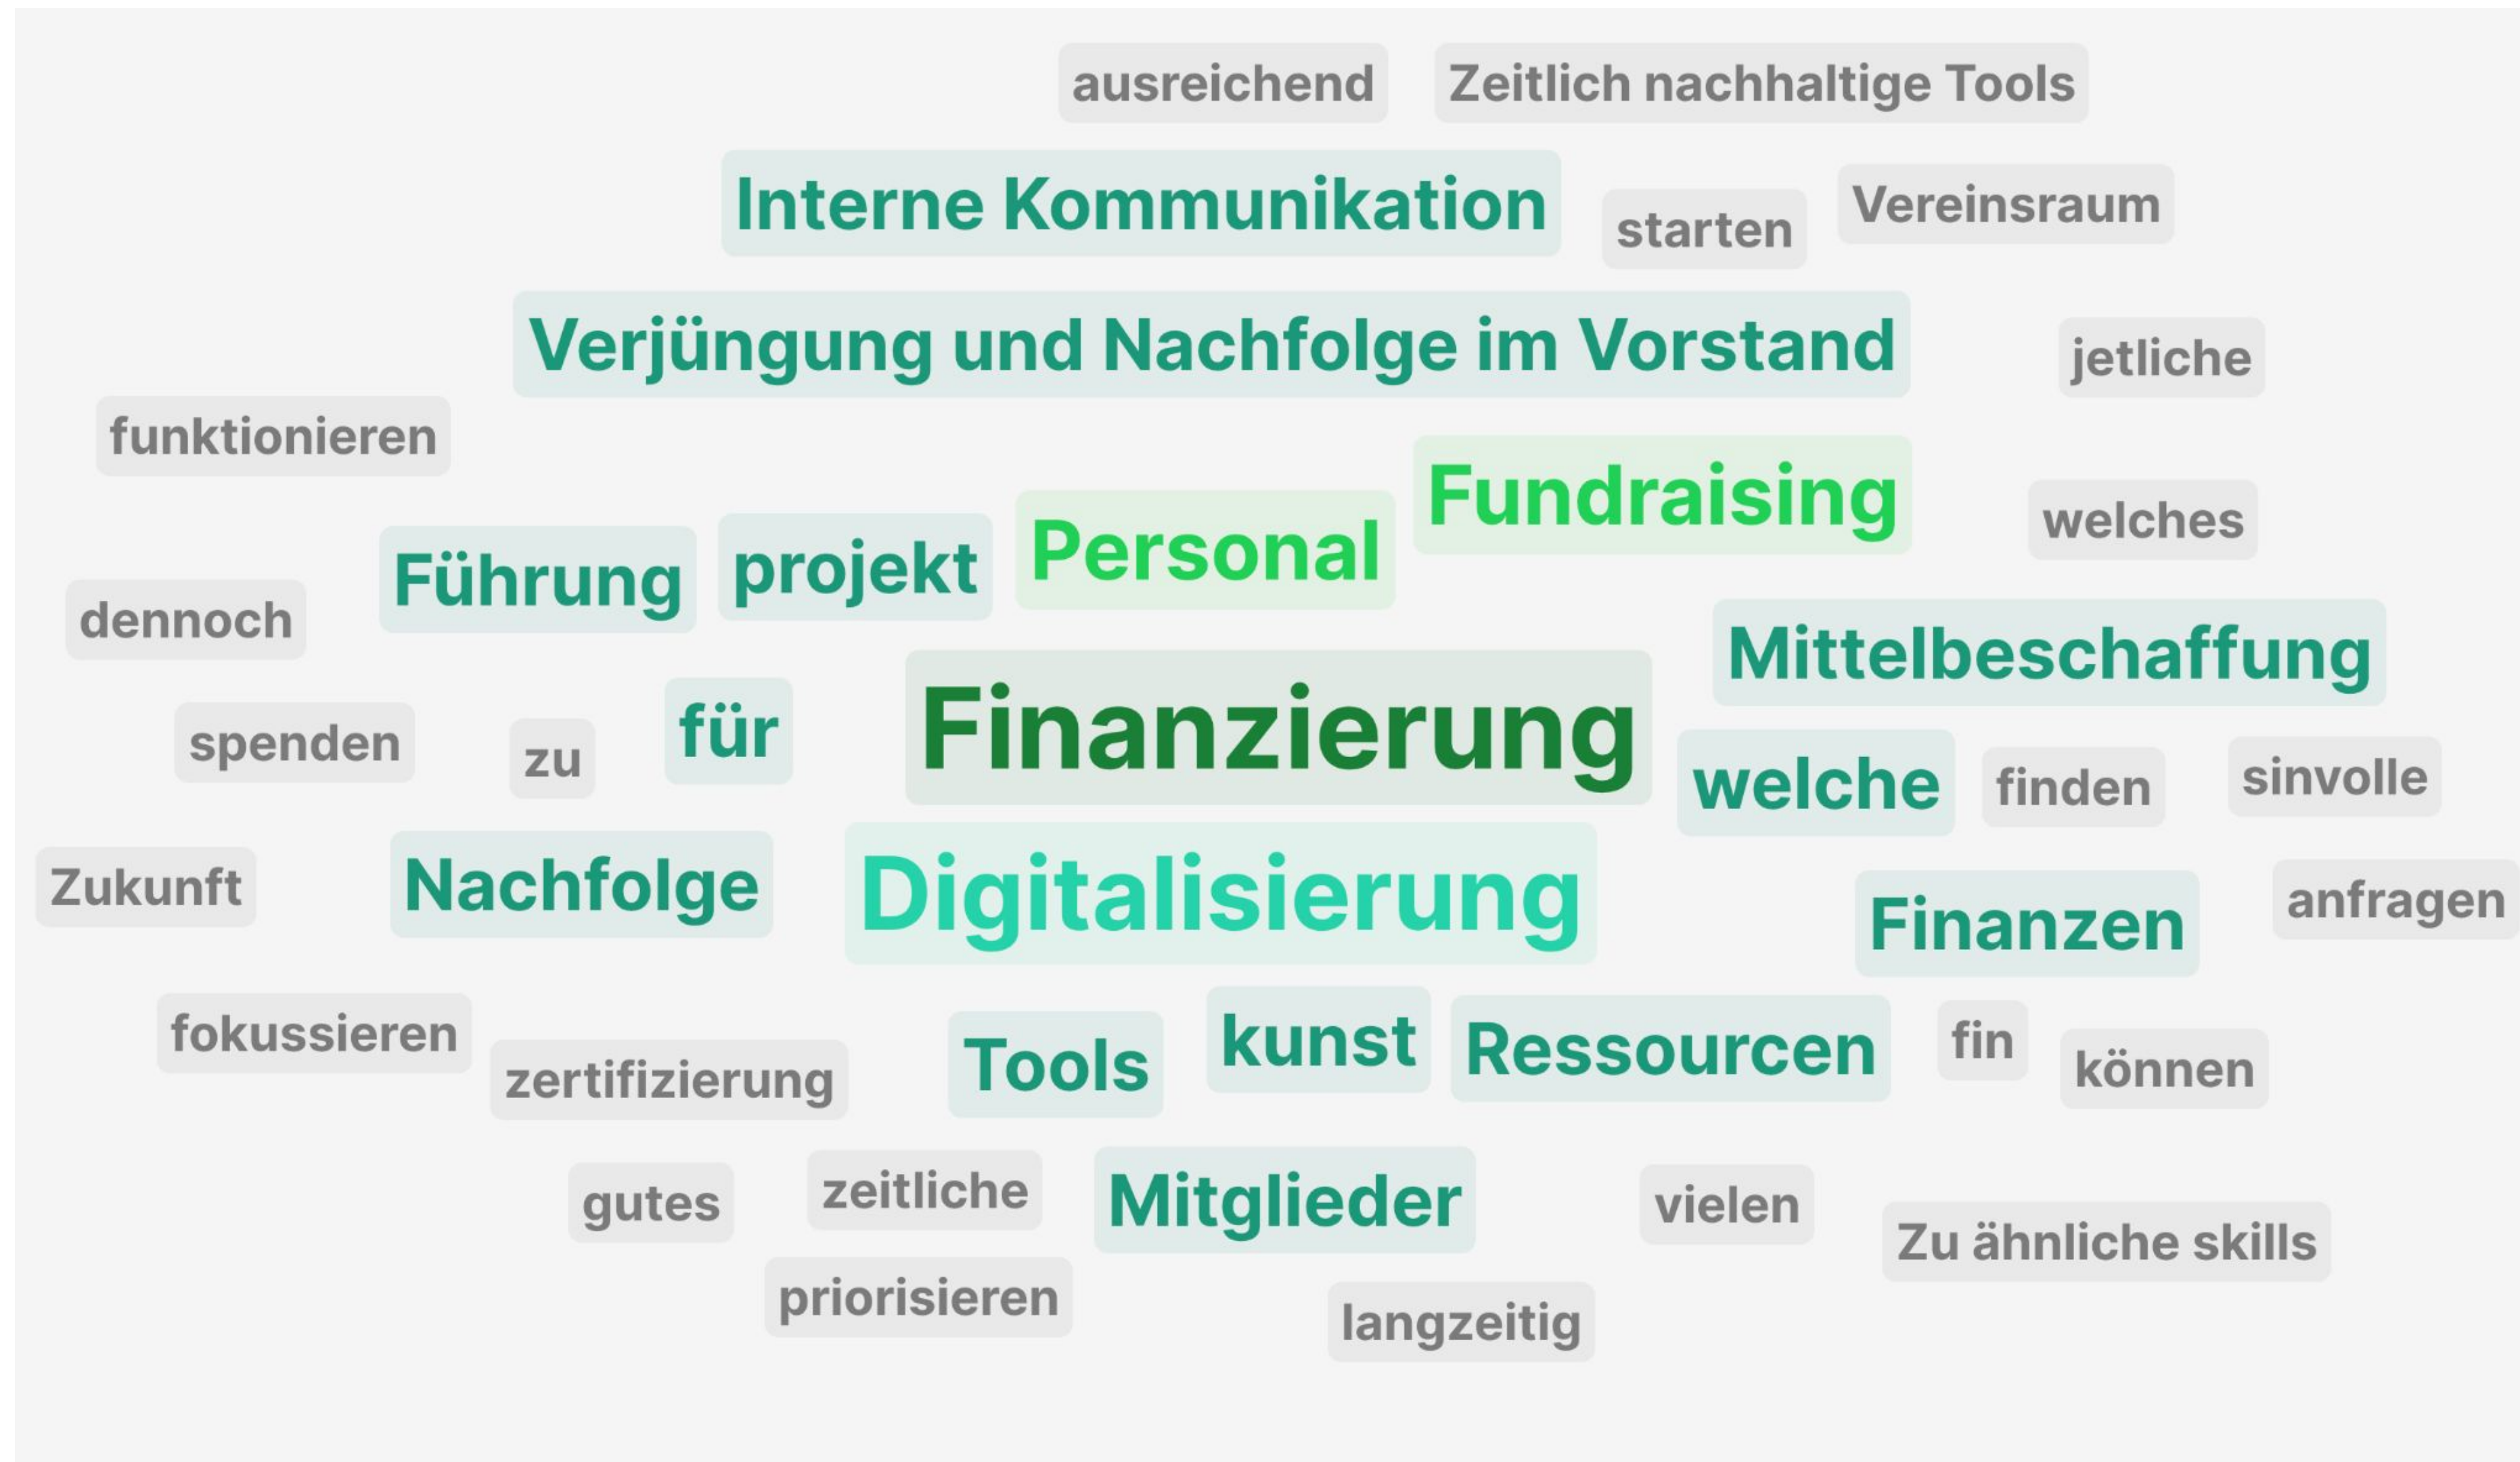 ausreichend
Zeitlich nachhaltige Tools
Interne Kommunikation
starten
Vereinsraum
Verjüngung und Nachfolge im Vorstand
jetliche
funktionieren
Fundraising
Personal
welches
Führung
projekt
dennoch
Mittelbeschaffung
spenden
zu
für
Finanzierung
welche
finden
sinvolle
Zukunft
Nachfolge
Digitalisierung
Finanzen
anfragen
fokussieren
zertifizierung
Tools
kunst
Ressourcen
fin
können
gutes
zeitliche
Mitglieder
vielen
Zu ähnliche skills
priorisieren
langzeitig